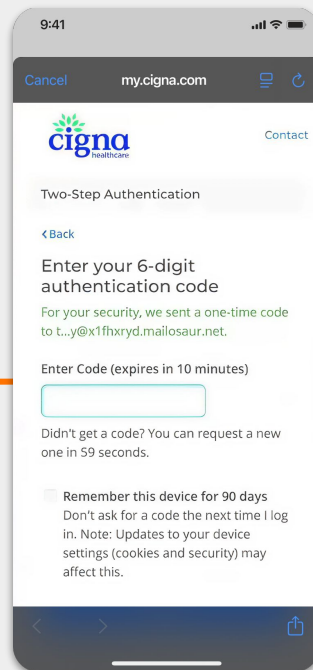 9:41
Cancel my.cigna.com
cigna
healthcare
Contact
Two-Step Authentication
Back
Enter your 6-digit
authentication code
For your security, we sent a one-time code
to t...y@x1fhxryd.mailosaur.net.
Enter Code (expires in 10 minutes)
Didn't get a code? You can request a new
one in 59 seconds.
Remember this device for 90 days
Don't ask for a code the next time I log
in. Note: Updates to your device
settings (cookies and security) may
affect this.